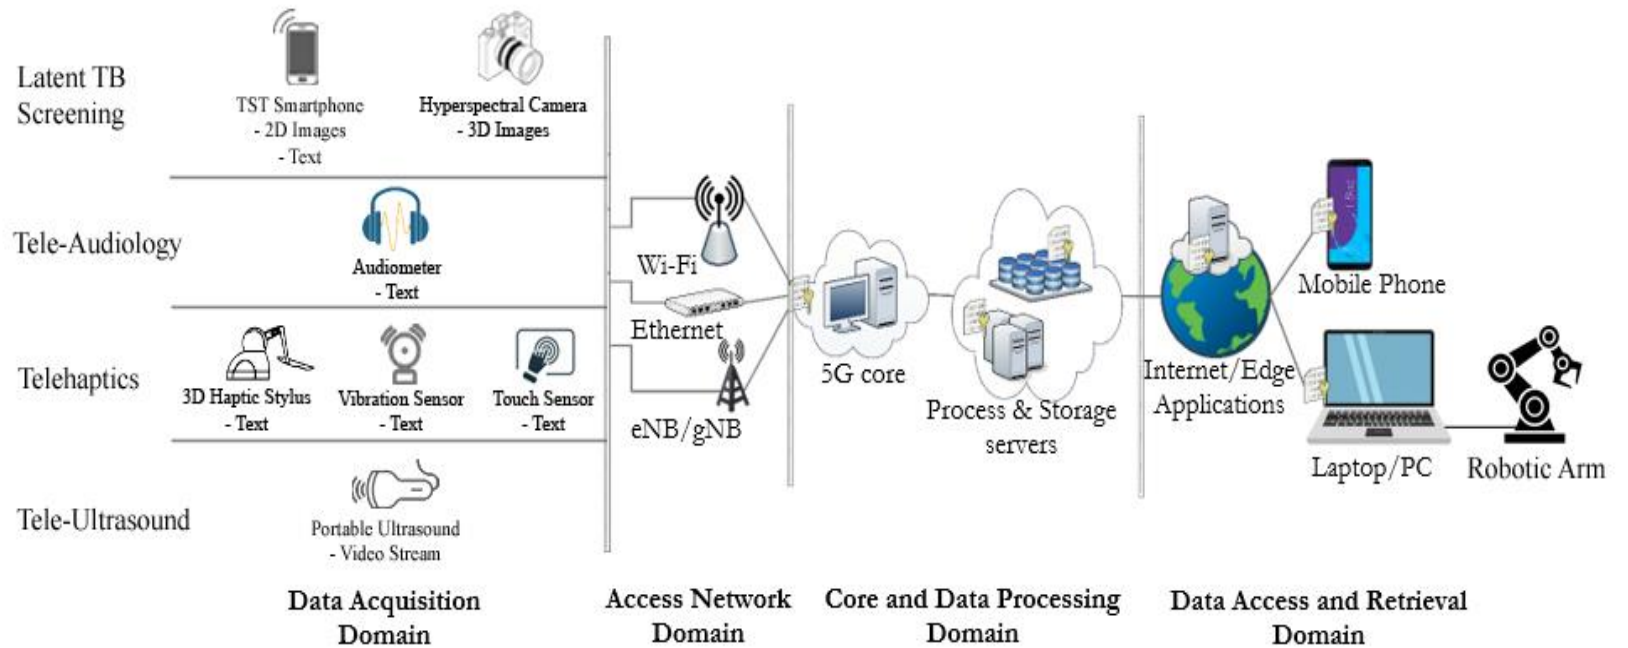 Latent TB
Screening
TST Smartphone
- 2D Images
- Text
Hyperspectral Camera
- 3D Images
Tele-Audiology
Audiometer
- Text
Telehaptics
3D Haptic Stylus
- Text
Vibration Sensor
- Text
Touch Sensor
- Text
Tele-Ultrasound
Portable Ultrasound
- Video Stream
Wi-Fi
Ethernet
eNB/gNB
5G core
Process & Storage
servers
Internet/Edge
Applications
Mobile Phone
Laptop/PC
Robotic Arm
Data Acquisition
Domain
Access Network
Domain
Core and Data Processing
Domain
Data Access and Retrieval
Domain